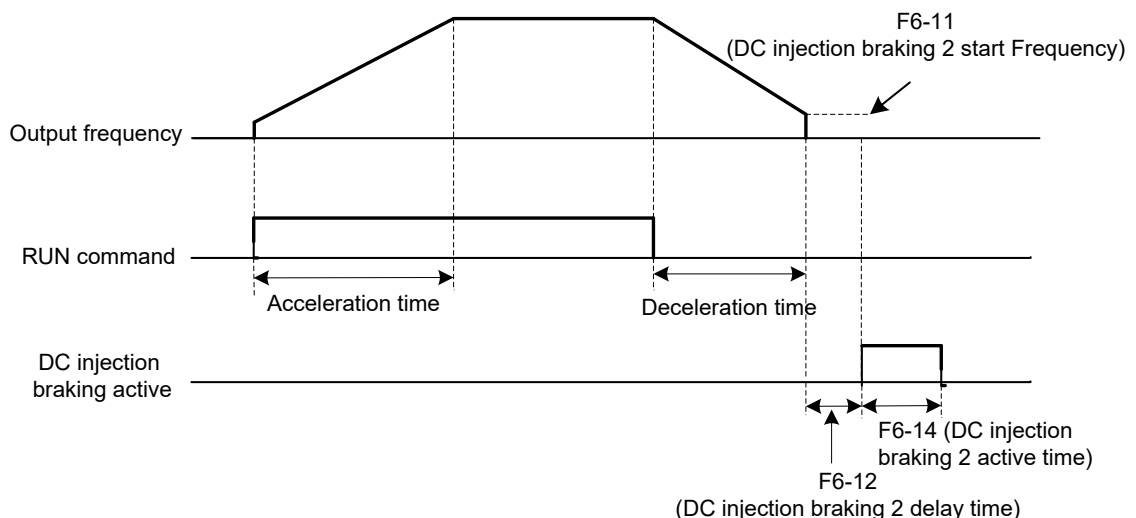 F6-11
(DC injection braking 2 start Frequency)
Output frequency
RUN command
Acceleration time
Deceleration time
DC injection
braking active
F6-14 (DC injection
braking 2 active time)
F6-12
(DC injection braking 2 delay time)